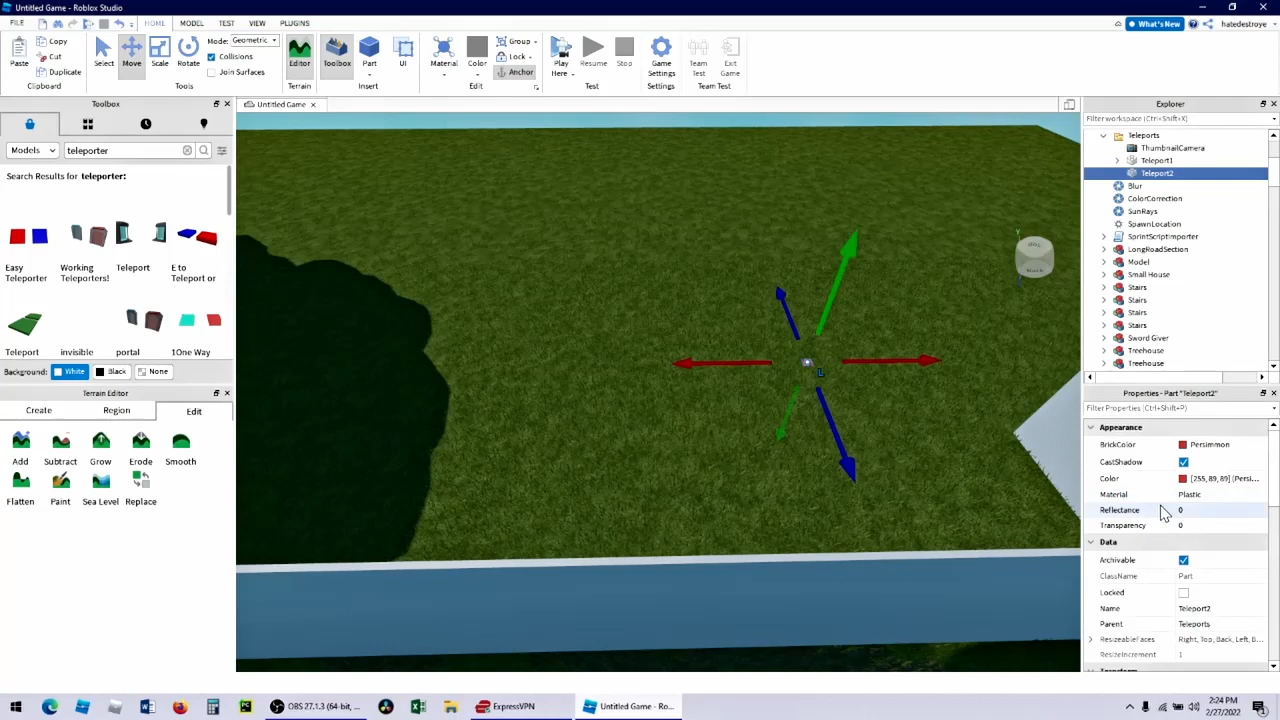 Untitled Game - Roblox Studio
FILE HOME MODEL TEST VIEW PLUGINS What's New hatedestroye
Copy Mode: Geometric Group
Cut Collisions Lock
Paste Duplicate Select Move Scale Rotate Join Surfaces Editor Toolbox Part UI Material Color Anchor Play Here Resume Stop Game Settings Team Test Exit Game
Clipboard Tools Terrain Insert Edit Test Settings Team Test
Toolbox
Untitled Game
Models teleporter
Search Results for teleporter:
Easy Teleporter
Working Teleporters!
Teleport
E to Teleport or
Teleport
invisible
portal
1One Way
Background: White Black None
Terrain Editor
Create Region Edit
Add Subtract Grow Erode Smooth
Flatten Paint Sea Level Replace
Explorer
Filter workspace (Ctrl+Shift+X)
Teleports
ThumbnailCamera
Teleport1
Teleport2
Blur
ColorCorrection
SunRays
SpawnLocation
SprintScriptImporter
LongRoadSection
Model
Small House
Stairs
Stairs
Stairs
Stairs
Sword Giver
Treehouse
Treehouse
Properties - Part "Teleport2"
Filter Properties (Ctrl+Shift+P)
Appearance
BrickColor Persimmon
CastShadow
Color [255, 89, 89] (Persi...
Material Plastic
Reflectance 0
Transparency 0
Data
Archivable
ClassName Part
Locked
Name Teleport2
Parent Teleports
ResizeableFaces Right, Top, Back, Left, B...
ResizeIncrement 1
Y
L
OBS 27.1.3 (64-bit, ... ExpressVPN Untitled Game - Ro...
2:24 PM
2/27/2022